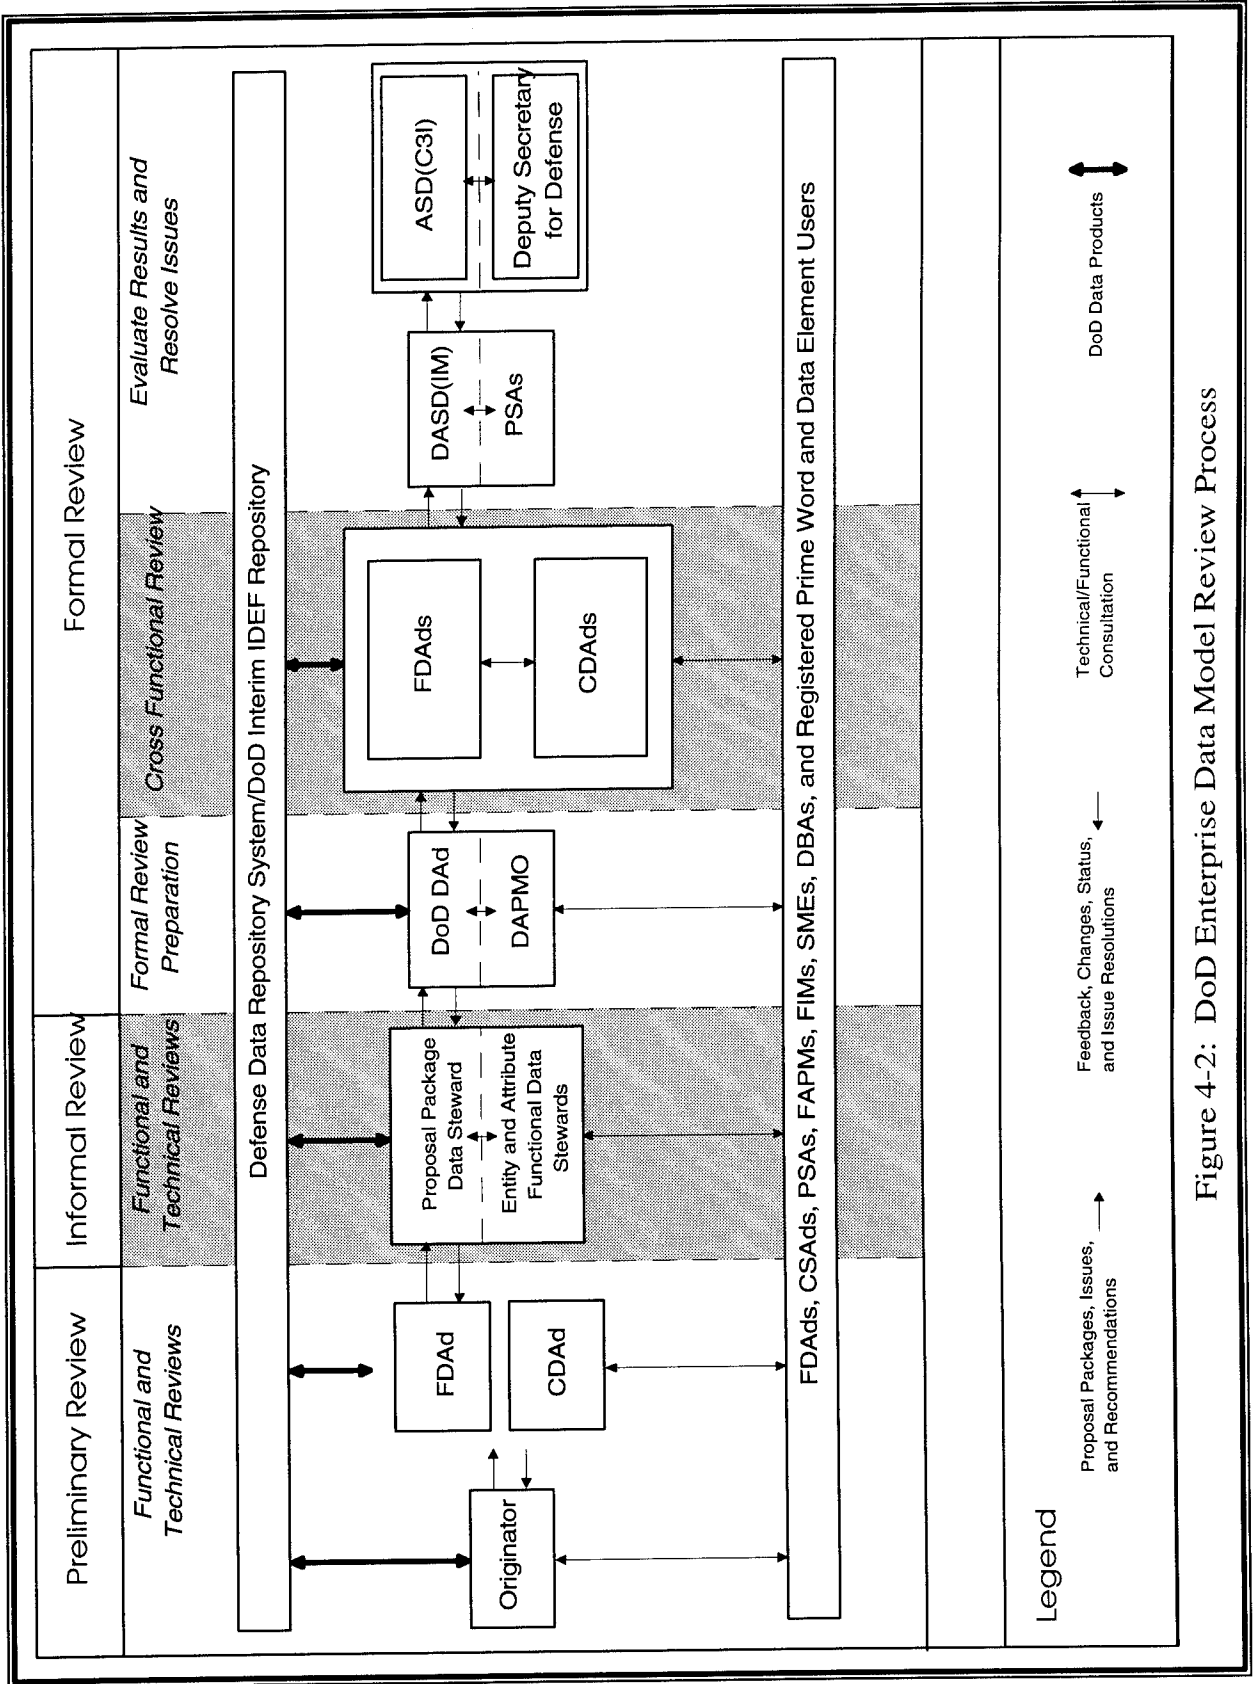 Preliminary Review
Informal Review
Formal Review
Functional and
Technical Reviews
Functional and
Technical Reviews
Formal Review
Preparation
Cross Functional Review
Evaluate Results and
Resolve Issues
Defense Data Repository System/DoD Interim IDEF Repository
Originator
FDAd
CDAd
Proposal Package
Data Steward
Entity and Attribute
Functional Data
Stewards
DoD DAd
DAPMO
FDAds
CDAds
DASD(IM)
PSAs
ASD(C3I)
Deputy Secretary
for Defense
FDAds, CSAds, PSAs, FAPMs, FIMs, SMEs, DBAs, and Registered Prime Word and Data Element Users
Legend
Proposal Packages, Issues,
and Recommendations
Feedback, Changes, Status,
and Issue Resolutions
Technical/Functional
Consultation
DoD Data Products
Figure 4-2: DoD Enterprise Data Model Review Process